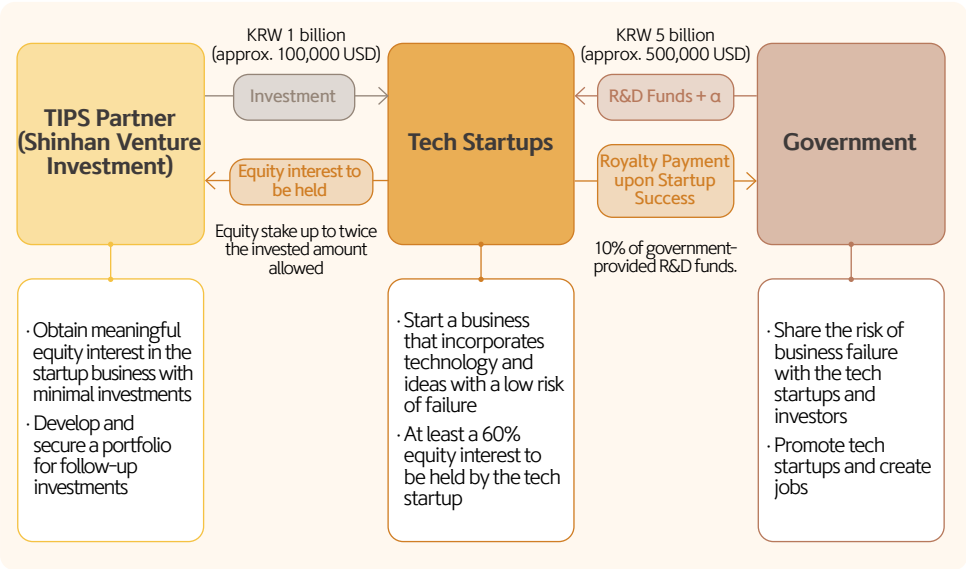 KRW 1 billion
(approx. 100,000 USD)
KRW 5 billion
(approx. 500,000 USD)
TIPS Partner
(Shinhan Venture
Investment)
Investment
Equity interest to
be held
Equity stake up to twice
the invested amount
allowed
Tech Startups
R&D Funds + α
Royalty Payment
upon Startup
Success
10% of government-
provided R&D funds.
Government
· Obtain meaningful
equity interest in the
startup business with
minimal investments
· Develop and
secure a portfolio
for follow-up
investments
· Start a business
that incorporates
technology and
ideas with a low risk
of failure
· At least a 60%
equity interest to
be held by the tech
startup
· Share the risk of
business failure
with the tech
startups and
investors
· Promote tech
startups and create
jobs